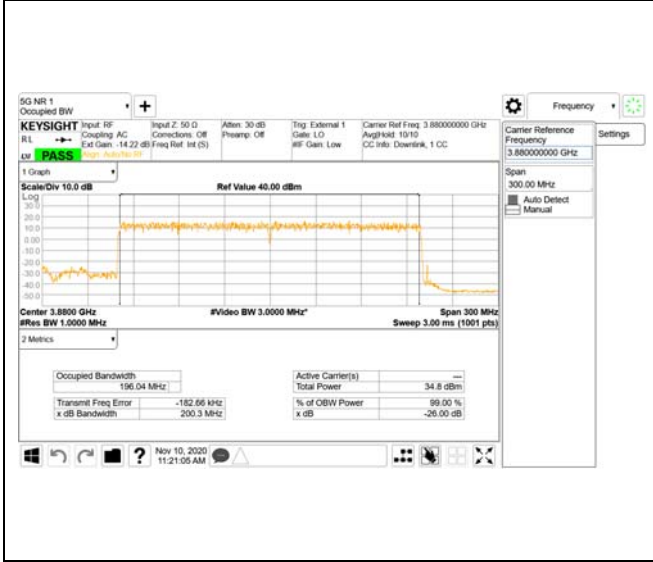 5G NR 1
Occupied BW
Frequency
KEYSIGHT
R L
PASS
Input: RF
Coupling: AC
Ext Gain: -14.22 dB
Align: Auto/No RF
Input Z: 50 Ω
Corrections: Off
Freq Ref: Int (S)
Atten: 30 dB
Preamp: Off
Trig: External 1
Gate: LO
#IF Gain: Low
Carrier Ref Freq: 3.880000000 GHz
Avg|Hold: 10/10
CC Info: Downlink, 1 CC
Carrier Reference
Frequency
3.880000000 GHz
Settings
Span
300.00 MHz
Auto Detect
Manual
1 Graph
Scale/Div 10.0 dB
Ref Value 40.00 dBm
Log
30.0
20.0
10.0
0.00
-10.0
-20.0
-30.0
-40.0
-50.0
Center 3.8800 GHz
#Video BW 3.0000 MHz*
Span 300 MHz
#Res BW 1.0000 MHz
Sweep 3.00 ms (1001 pts)
2 Metrics
Occupied Bandwidth
196.04 MHz
Transmit Freq Error -182.66 kHz
x dB Bandwidth 200.3 MHz
Active Carrier(s) ---
Total Power 34.8 dBm
% of OBW Power 99.00 %
x dB -26.00 dB
Nov 10, 2020
11:21:05 AM